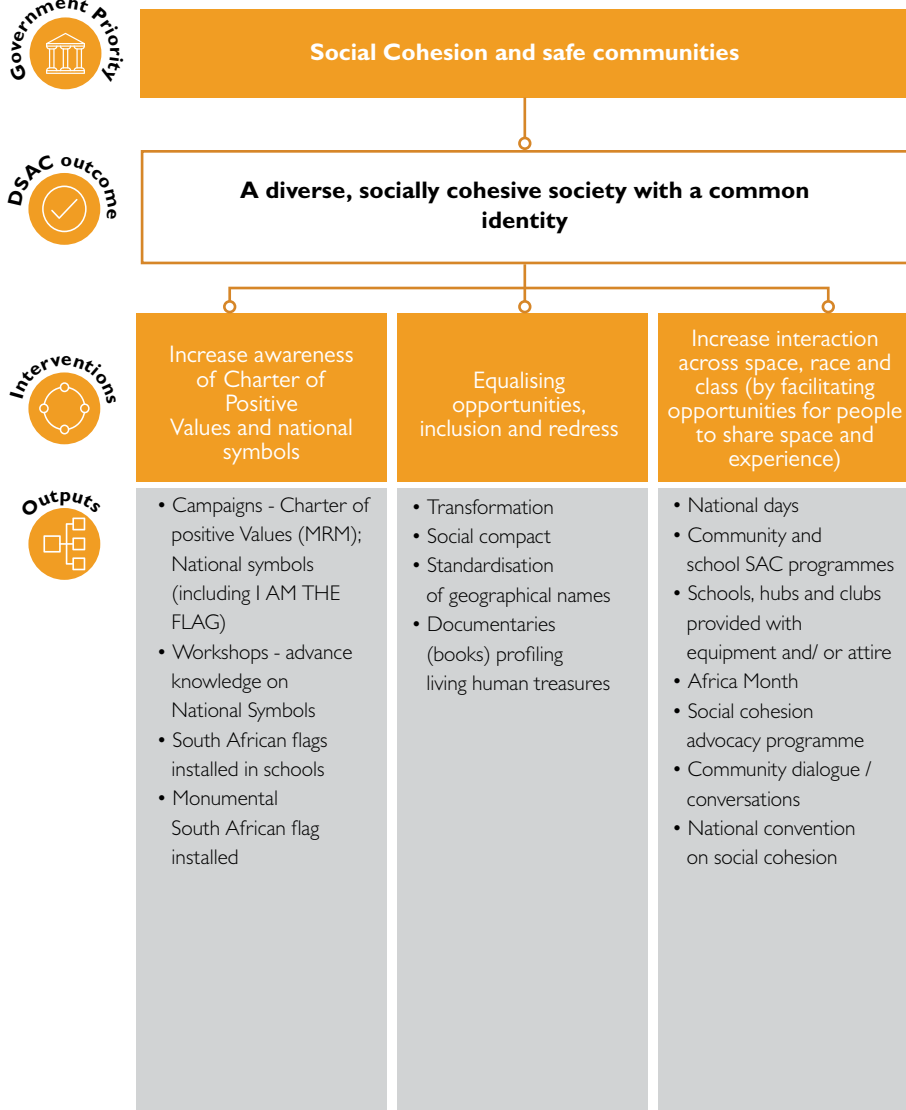 Government Priority
Social Cohesion and safe communities
DSAC outcome
A diverse, socially cohesive society with a common
identity
Interventions
Increase awareness
of Charter of
Positive
Values and national
symbols
Equalising
opportunities,
inclusion and redress
Increase interaction
across space, race and
class (by facilitating
opportunities for people
to share space and
experience)
Outputs
• Campaigns - Charter of
positive Values (MRM);
National symbols
(including I AM THE
FLAG)
• Workshops - advance
knowledge on
National Symbols
• South African flags
installed in schools
• Monumental
South African flag
installed
• Transformation
• Social compact
• Standardisation
of geographical names
• Documentaries
(books) profiling
living human treasures
• National days
• Community and
school SAC programmes
• Schools, hubs and clubs
provided with
equipment and/ or attire
• Africa Month
• Social cohesion
advocacy programme
• Community dialogue /
conversations
• National convention
on social cohesion